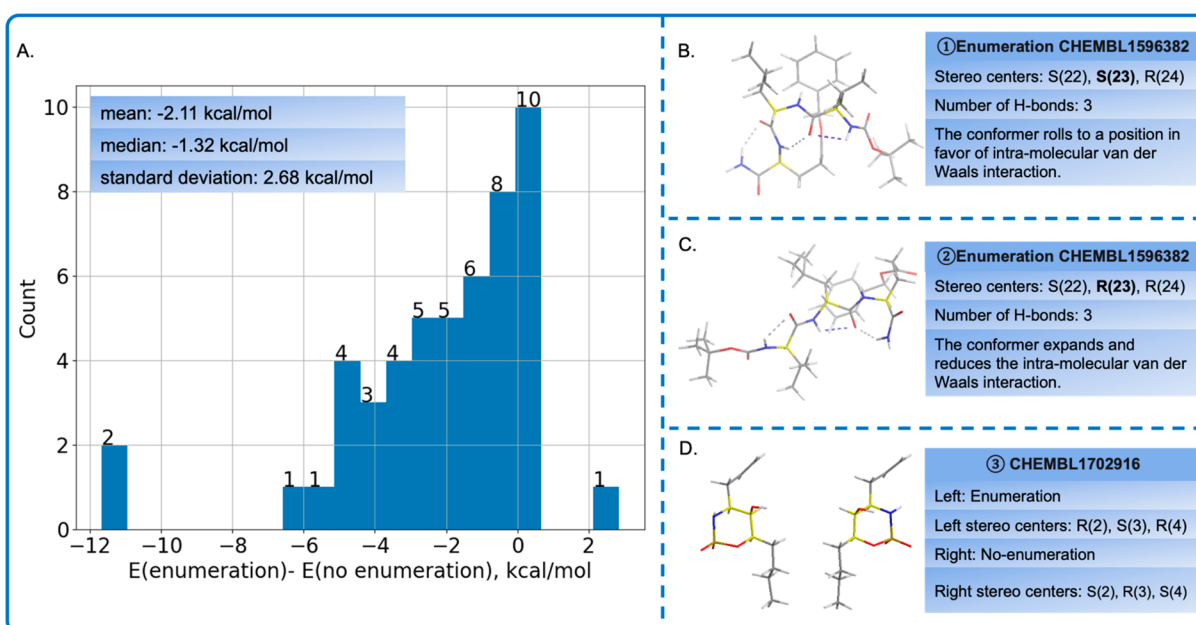 A.
mean: -2.11 kcal/mol
median: -1.32 kcal/mol
standard deviation: 2.68 kcal/mol
Count
10
8
6
4
2
0
2
1
1
4
3
4
5
5
6
8
10
1
−12
−10
−8
−6
−4
−2
0
2
E(enumeration)- E(no enumeration), kcal/mol
B.
①Enumeration CHEMBL1596382
Stereo centers: S(22), S(23), R(24)
Number of H-bonds: 3
The conformer rolls to a position in
favor of intra-molecular van der
Waals interaction.
C.
②Enumeration CHEMBL1596382
Stereo centers: S(22), R(23), R(24)
Number of H-bonds: 3
The conformer expands and
reduces the intra-molecular van der
Waals interaction.
D.
③ CHEMBL1702916
Left: Enumeration
Left stereo centers: R(2), S(3), R(4)
Right: No-enumeration
Right stereo centers: S(2), R(3), S(4)